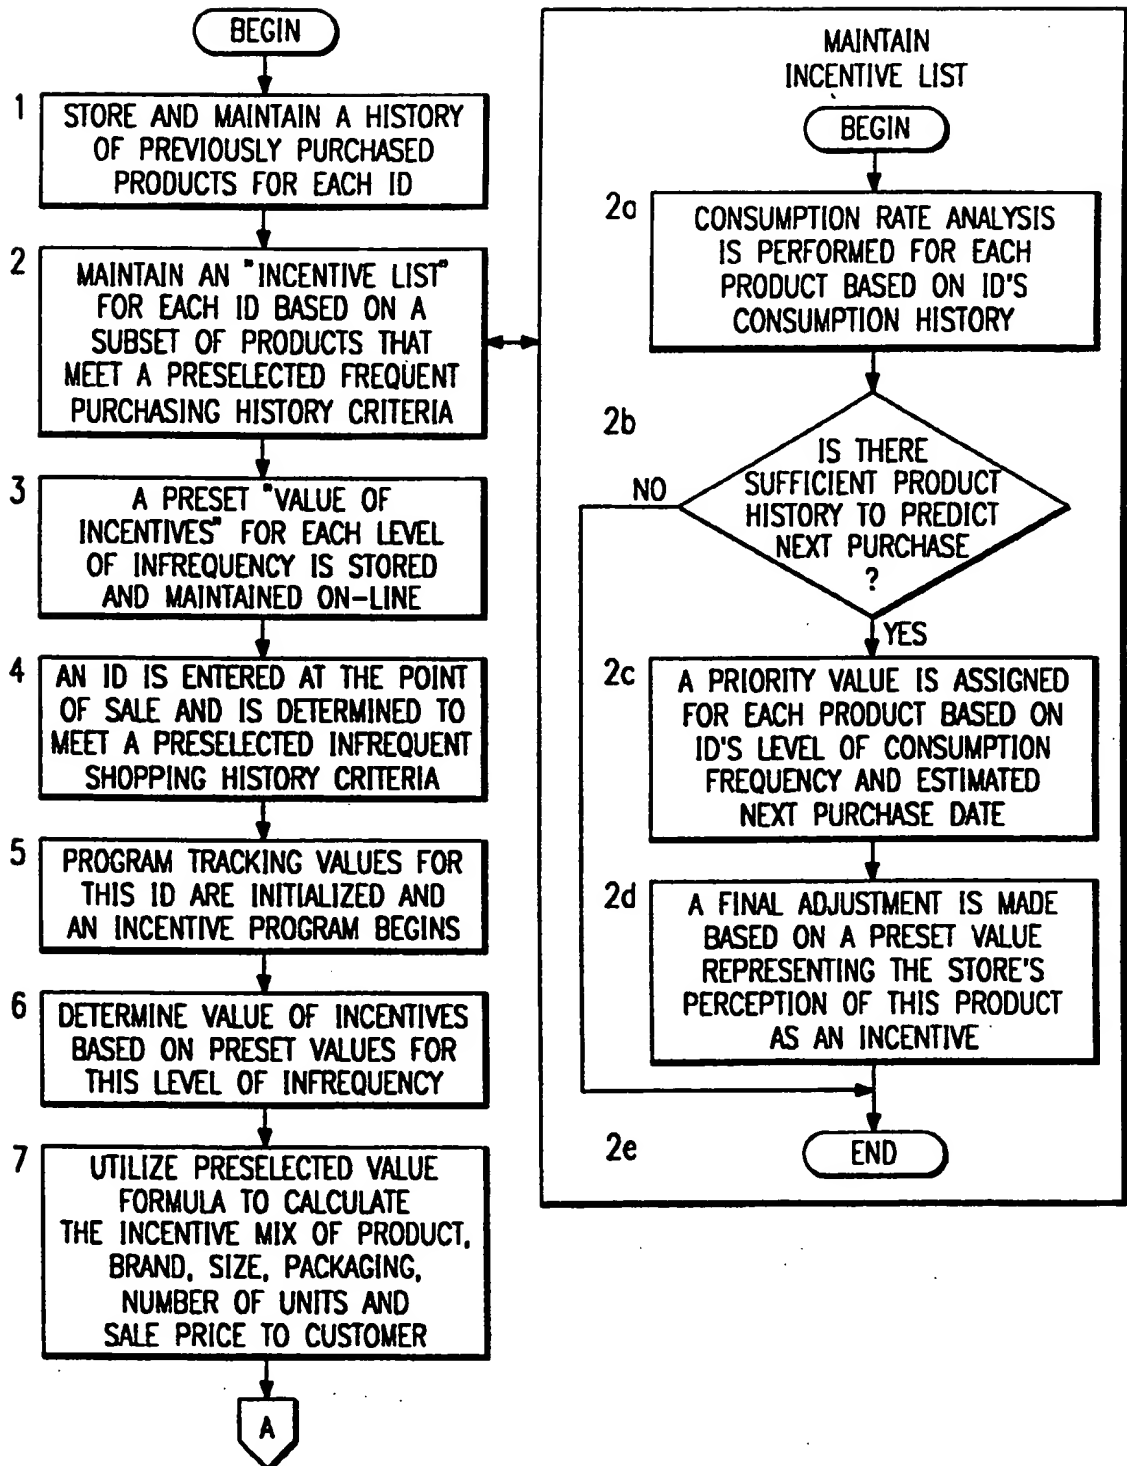 BEGIN
1
STORE AND MAINTAIN A HISTORY
OF PREVIOUSLY PURCHASED
PRODUCTS FOR EACH ID
2
MAINTAIN AN "INCENTIVE LIST"
FOR EACH ID BASED ON A
SUBSET OF PRODUCTS THAT
MEET A PRESELECTED FREQUENT
PURCHASING HISTORY CRITERIA
3
A PRESET "VALUE OF
INCENTIVES" FOR EACH LEVEL
OF INFREQUENCY IS STORED
AND MAINTAINED ON-LINE
4
AN ID IS ENTERED AT THE POINT
OF SALE AND IS DETERMINED TO
MEET A PRESELECTED INFREQUENT
SHOPPING HISTORY CRITERIA
5
PROGRAM TRACKING VALUES FOR
THIS ID ARE INITIALIZED AND
AN INCENTIVE PROGRAM BEGINS
6
DETERMINE VALUE OF INCENTIVES
BASED ON PRESET VALUES FOR
THIS LEVEL OF INFREQUENCY
7
UTILIZE PRESELECTED VALUE
FORMULA TO CALCULATE
THE INCENTIVE MIX OF PRODUCT,
BRAND, SIZE, PACKAGING,
NUMBER OF UNITS AND
SALE PRICE TO CUSTOMER
A
MAINTAIN
INCENTIVE LIST
BEGIN
2a
CONSUMPTION RATE ANALYSIS
IS PERFORMED FOR EACH
PRODUCT BASED ON ID'S
CONSUMPTION HISTORY
2b
IS THERE
SUFFICIENT PRODUCT
HISTORY TO PREDICT
NEXT PURCHASE
?
NO
YES
2c
A PRIORITY VALUE IS ASSIGNED
FOR EACH PRODUCT BASED ON
ID'S LEVEL OF CONSUMPTION
FREQUENCY AND ESTIMATED
NEXT PURCHASE DATE
2d
A FINAL ADJUSTMENT IS MADE
BASED ON A PRESET VALUE
REPRESENTING THE STORE'S
PERCEPTION OF THIS PRODUCT
AS AN INCENTIVE
2e
END